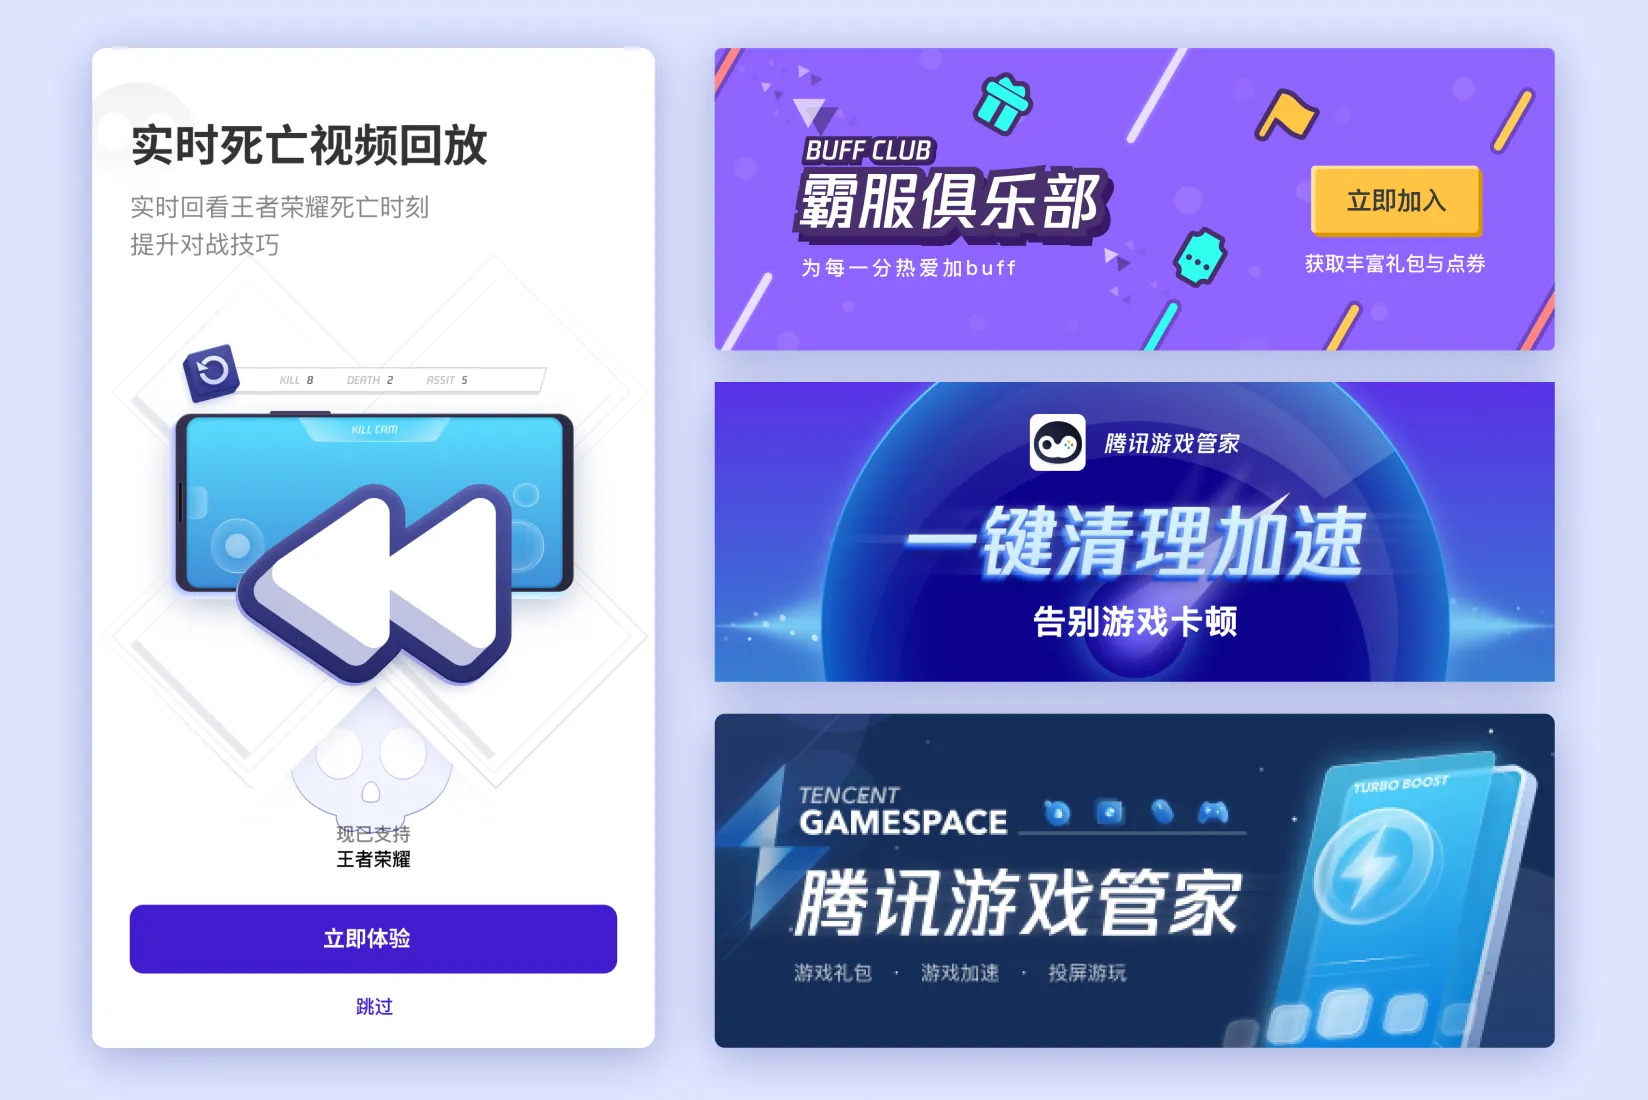 实时死亡视频回放
实时回看王者荣耀死亡时刻
提升对战技巧
KILL 8 DEATH 2 ASSIT 5
KILL CAM
现已支持
王者荣耀
立即体验
跳过
BUFF CLUB
霸服俱乐部
为每一分热爱加buff
立即加入
获取丰富礼包与点券
腾讯游戏管家
一键清理加速
告别游戏卡顿
TENCENT
GAMESPACE
腾讯游戏管家
游戏礼包 · 游戏加速 · 投屏游玩
TURBO BOOST